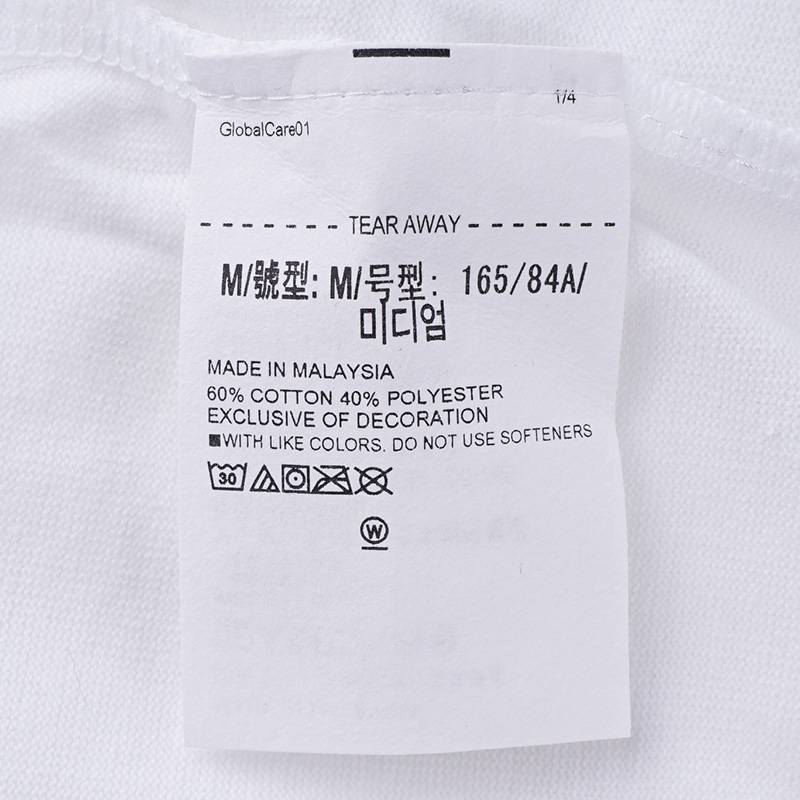 1/4
GlobalCare01
TEAR AWAY
M/號型: M/号型: 165/84A/
미디엄
MADE IN MALAYSIA
60% COTTON 40% POLYESTER
EXCLUSIVE OF DECORATION
■WITH LIKE COLORS. DO NOT USE SOFTENERS
30
W